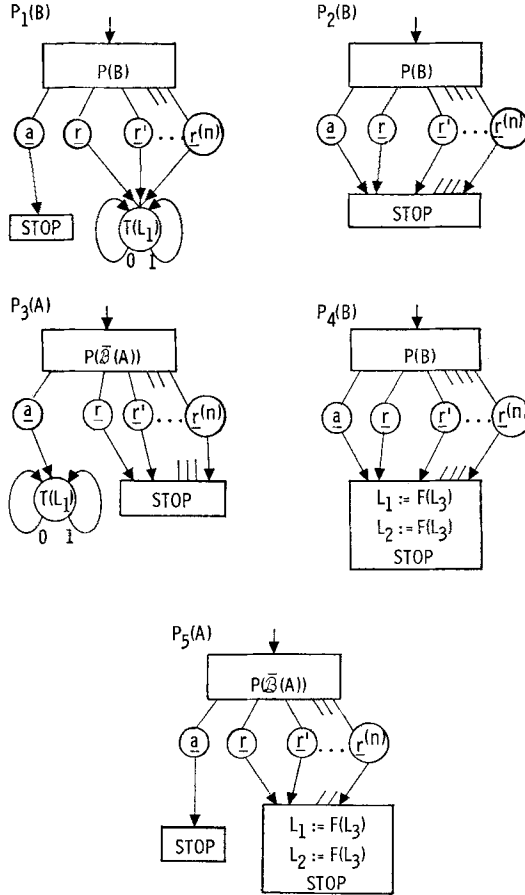 P₁(B)
P(B)
a r r' ... r⁽ⁿ⁾
STOP
T(L₁)
0 1
P₂(B)
P(B)
a r r' ... r⁽ⁿ⁾
STOP
P₃(A)
P(ℬ̄(A))
a r r' ... r⁽ⁿ⁾
T(L₁)
0 1
STOP
P₄(B)
P(B)
a r r' ... r⁽ⁿ⁾
L₁ := F(L₃)
L₂ := F(L₃)
STOP
P₅(A)
P(ℬ̄(A))
a r r' ... r⁽ⁿ⁾
STOP
L₁ := F(L₃)
L₂ := F(L₃)
STOP